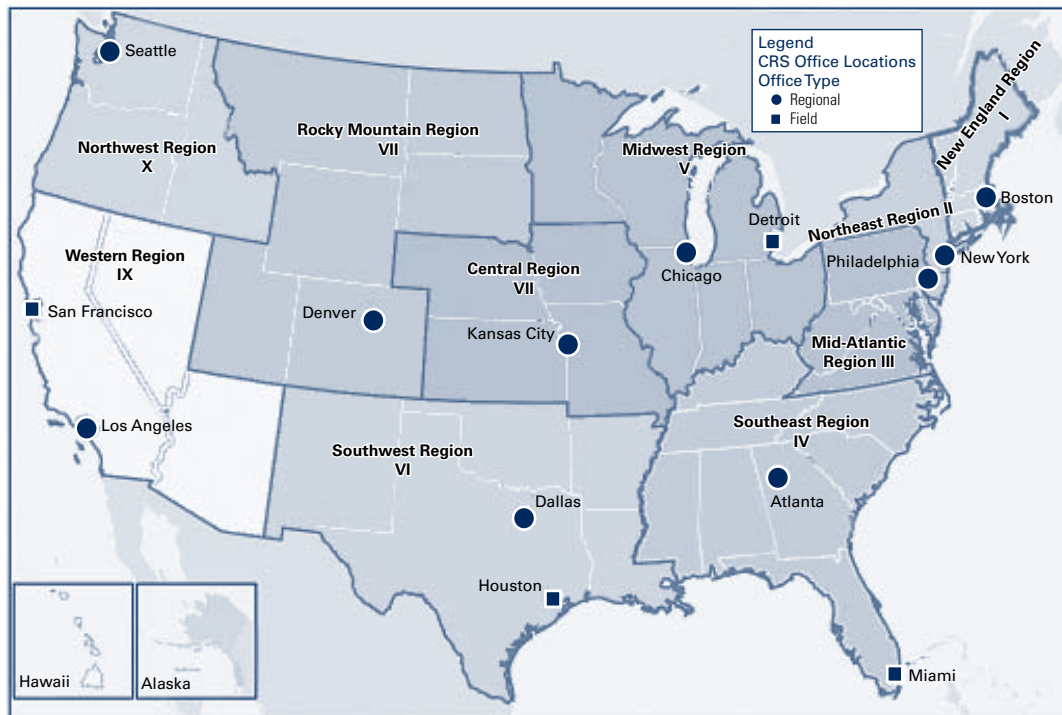 Seattle
Legend
CRS Office Locations
Office Type
Regional
Field
Northwest Region
X
Rocky Mountain Region
VII
Midwest Region
V
New England Region
I
Boston
Northeast Region II
Detroit
New York
Philadelphia
Chicago
Western Region
IX
San Francisco
Denver
Central Region
VII
Kansas City
Mid-Atlantic
Region III
Los Angeles
Southwest Region
VI
Southeast Region
IV
Dallas
Atlanta
Houston
Miami
Hawaii
Alaska